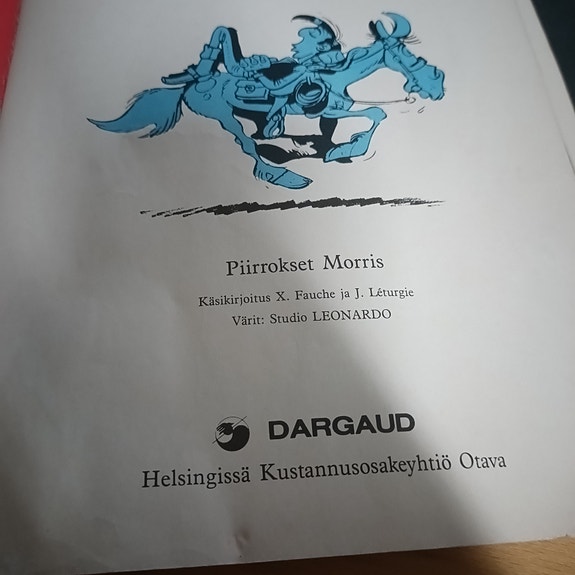 Piirrokset Morris
Käsikirjoitus X. Fauche ja J. Léturgie
Värit: Studio LEONARDO
DARGAUD
Helsingissä Kustannusosakeyhtiö Otava